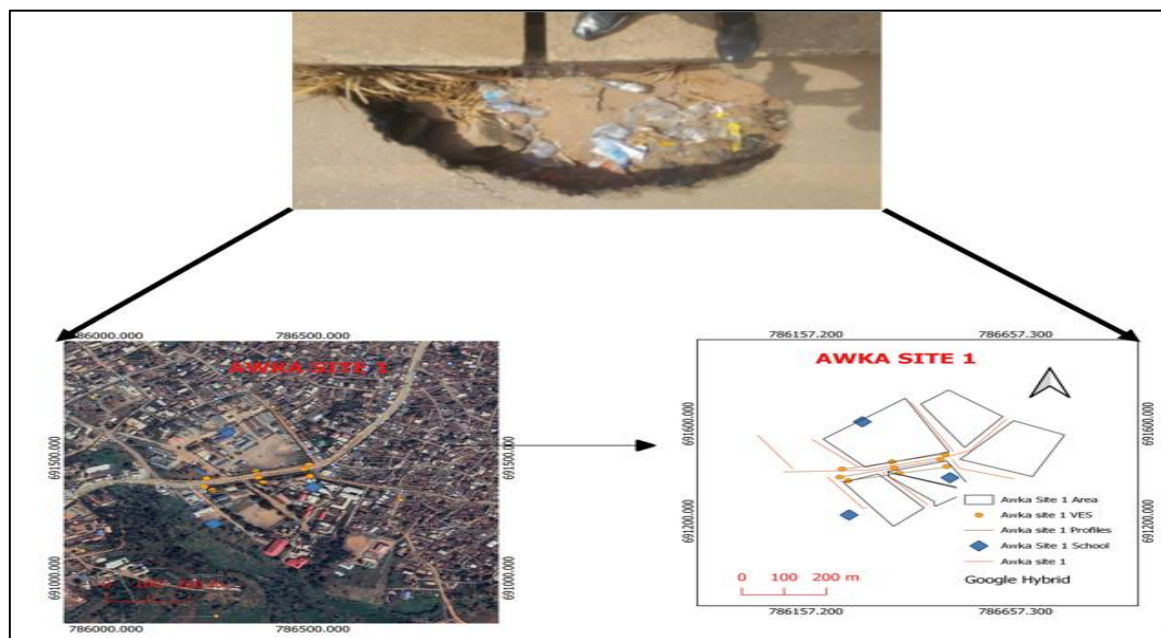 786000.000 786500.000
AWKA SITE 1
691500.000
691500.000
691000.000
691000.000
786000.000 786500.000
786157.200 786657.300
AWKA SITE 1
691600.000
691600.000
691200.000
691200.000
Awka Site 1 Area
Awka site 1 VES
Awka site 1 Profiles
Awka Site 1 School
Awka site 1
Google Hybrid
0 100 200 m
786157.200 786657.300